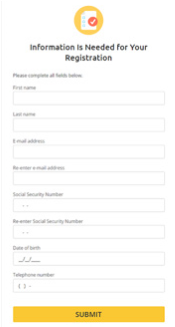 Information Is Needed for Your
Registration
Please complete all fields below.
First name
Last name
E-mail address
Re-enter e-mail address
Social Security Number
- -
Re-enter Social Security Number
- -
Date of birth
__/__/____
Telephone number
( ) -
SUBMIT